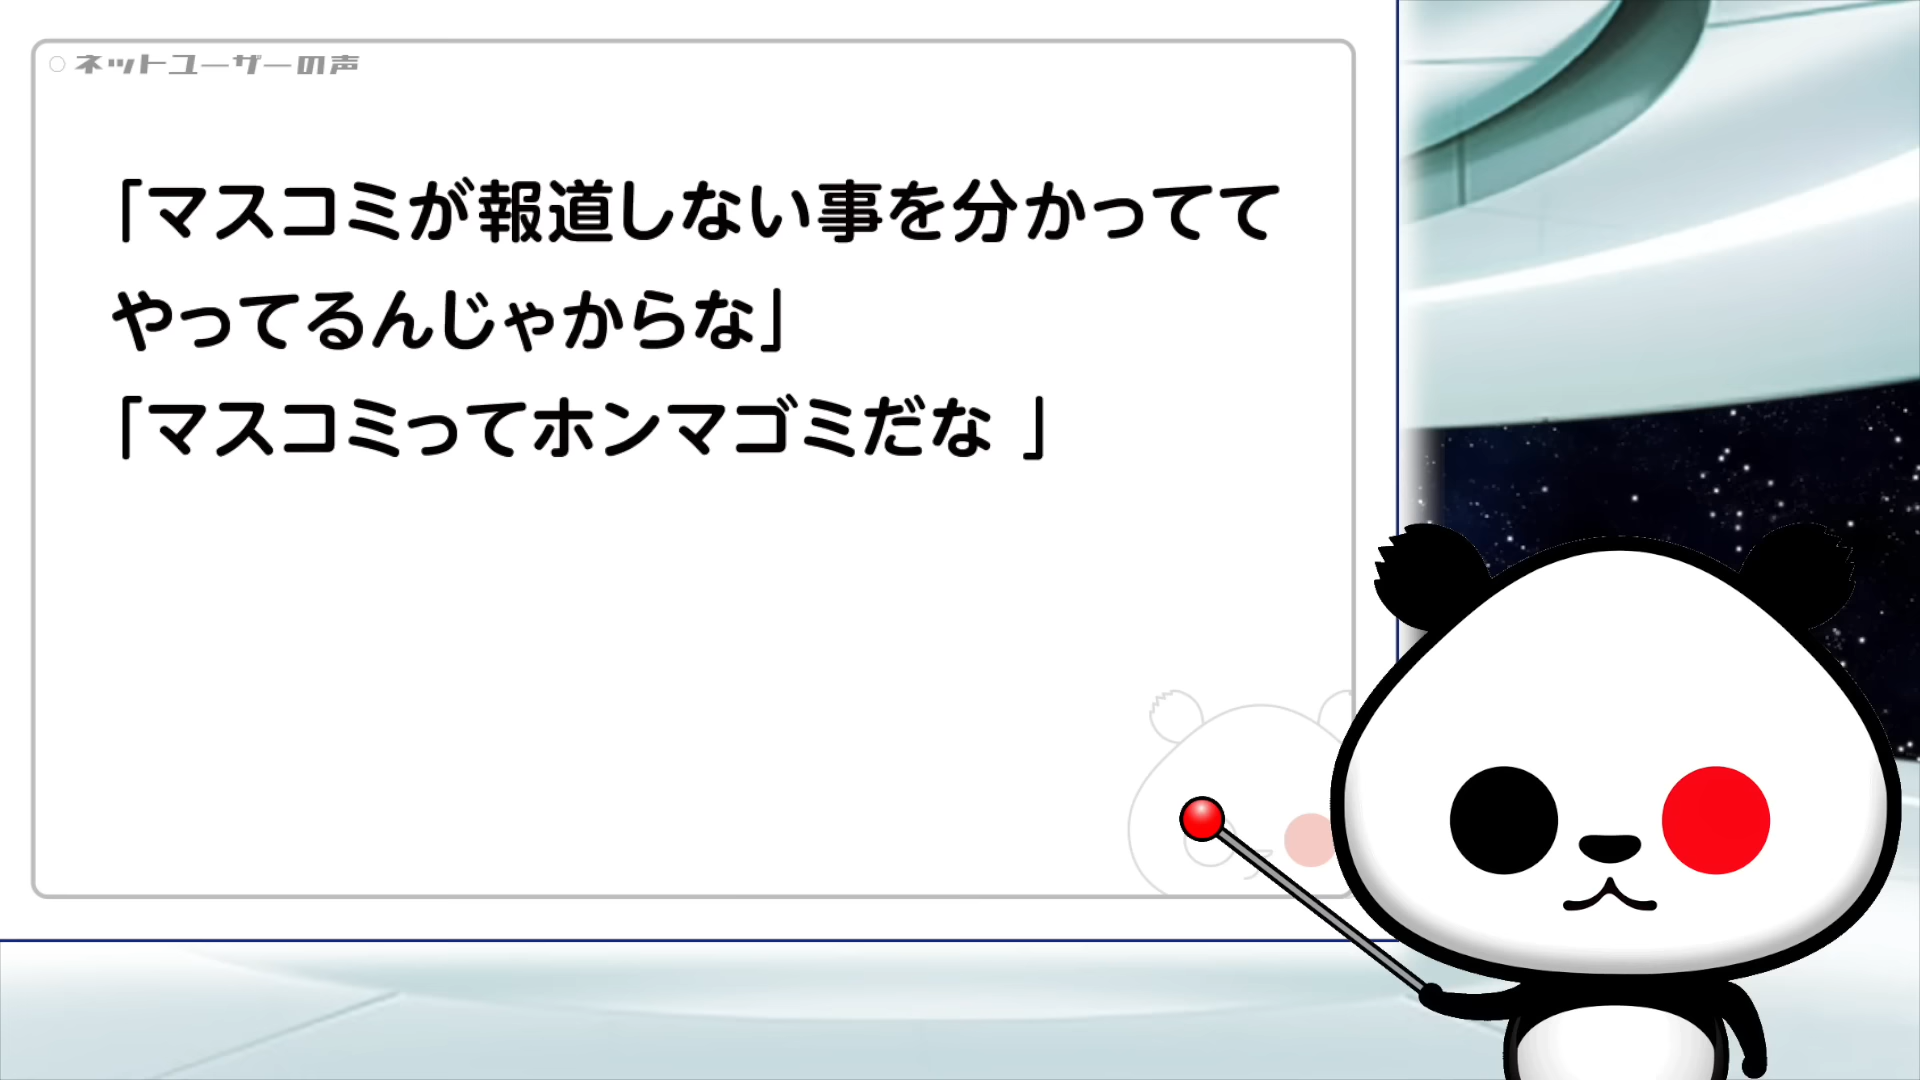 ○ ネットユーザーの声
「マスコミが報道しない事を分かってて
やってるんじゃからな」
「マスコミってホンマゴミだな 」